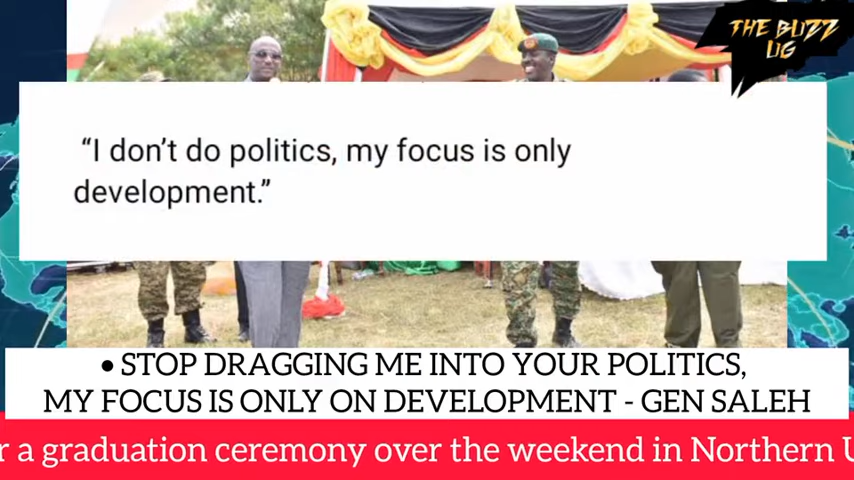 THE BUZZ
UG
“I don’t do politics, my focus is only
development.”
• STOP DRAGGING ME INTO YOUR POLITICS,
MY FOCUS IS ONLY ON DEVELOPMENT - GEN SALEH
a graduation ceremony over the weekend in Northern